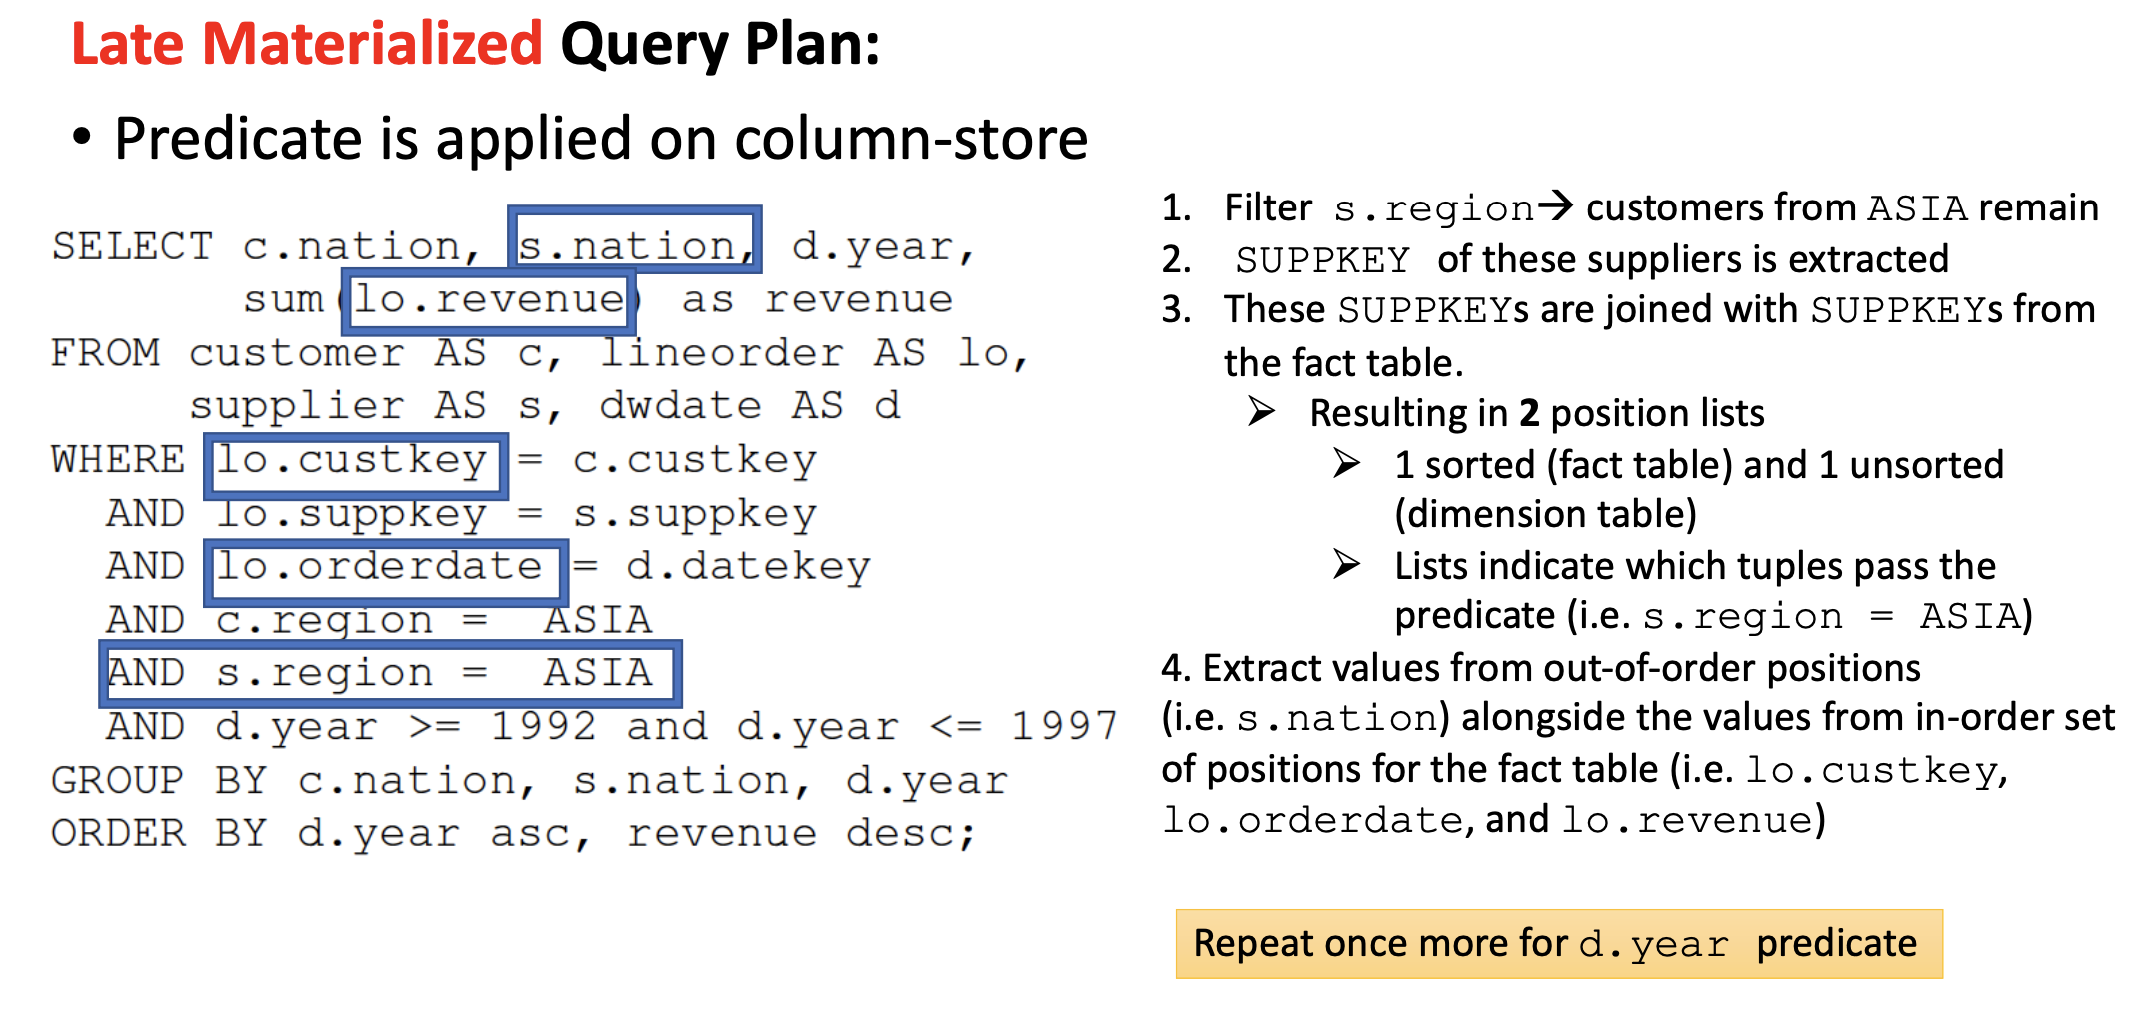 Late Materialized Query Plan:
• Predicate is applied on column-store
SELECT c.nation, s.nation, d.year,
sum(lo.revenue) as revenue
FROM customer AS c, lineorder AS lo,
supplier AS s, dwdate AS d
WHERE lo.custkey = c.custkey
AND lo.suppkey = s.suppkey
AND lo.orderdate = d.datekey
AND c.region = ASIA
AND s.region = ASIA
AND d.year >= 1992 and d.year <= 1997
GROUP BY c.nation, s.nation, d.year
ORDER BY d.year asc, revenue desc;
1. Filter s.region→ customers from ASIA remain
2. SUPPKEY of these suppliers is extracted
3. These SUPPKEYs are joined with SUPPKEYs from
the fact table.
➢ Resulting in 2 position lists
➢ 1 sorted (fact table) and 1 unsorted
(dimension table)
➢ Lists indicate which tuples pass the
predicate (i.e. s.region = ASIA)
4. Extract values from out-of-order positions
(i.e. s.nation) alongside the values from in-order set
of positions for the fact table (i.e. lo.custkey,
lo.orderdate, and lo.revenue)
Repeat once more for d.year predicate